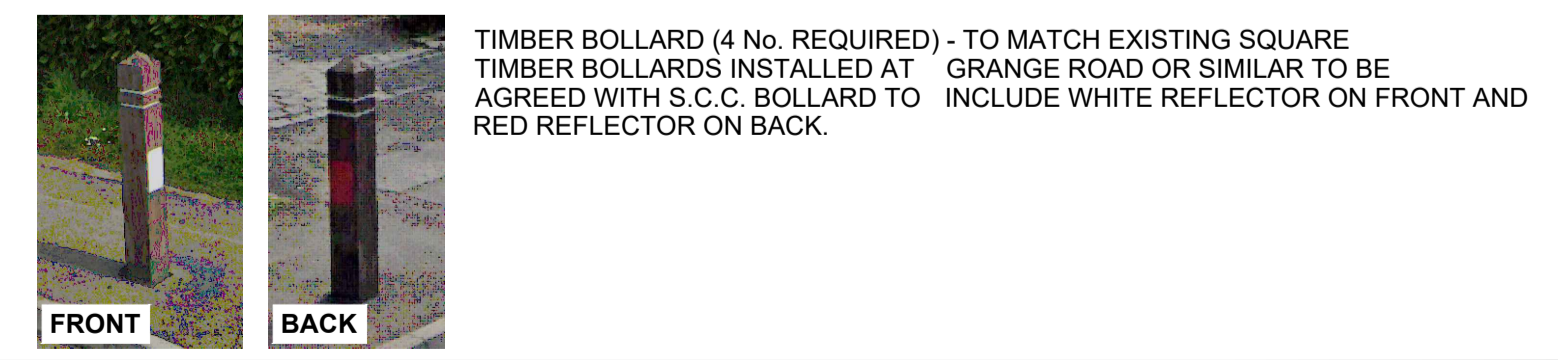 TIMBER BOLLARD (4 No. REQUIRED) - TO MATCH EXISTING SQUARE
TIMBER BOLLARDS INSTALLED AT GRANGE ROAD OR SIMILAR TO BE
AGREED WITH S.C.C. BOLLARD TO INCLUDE WHITE REFLECTOR ON FRONT AND
RED REFLECTOR ON BACK.
FRONT
BACK